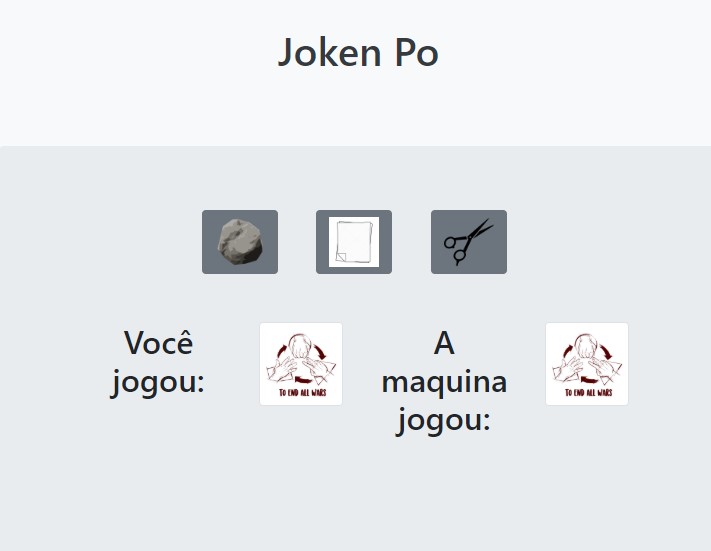 Joken Po
Você
jogou:
TO END ALL WARS
A
maquina
jogou:
TO END ALL WARS